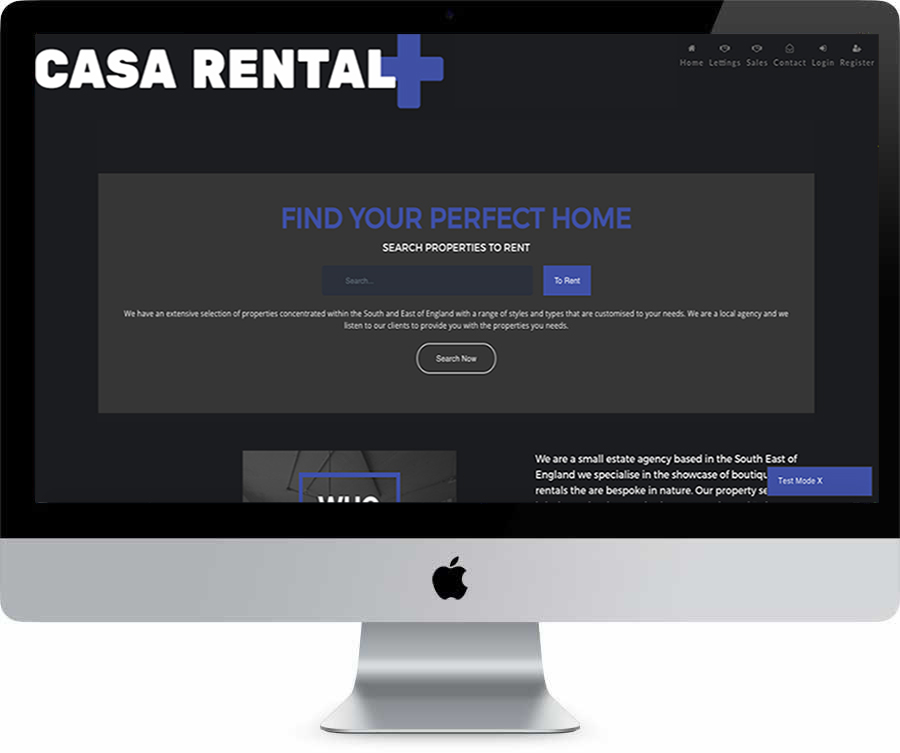 CASA RENTAL+
Home Lettings Sales Contact Login Register
FIND YOUR PERFECT HOME
SEARCH PROPERTIES TO RENT
Search... To Rent
We have an extensive selection of properties concentrated within the South and East of England with a range of styles and types that are customised to your needs. We are a local agency and we
listen to our clients to provide you with the properties you needs.
Search Now
WHO
We are a small estate agency based in the South East of
England we specialise in the showcase of
rentals the are bespoke in nature. Our property
Test Mode X